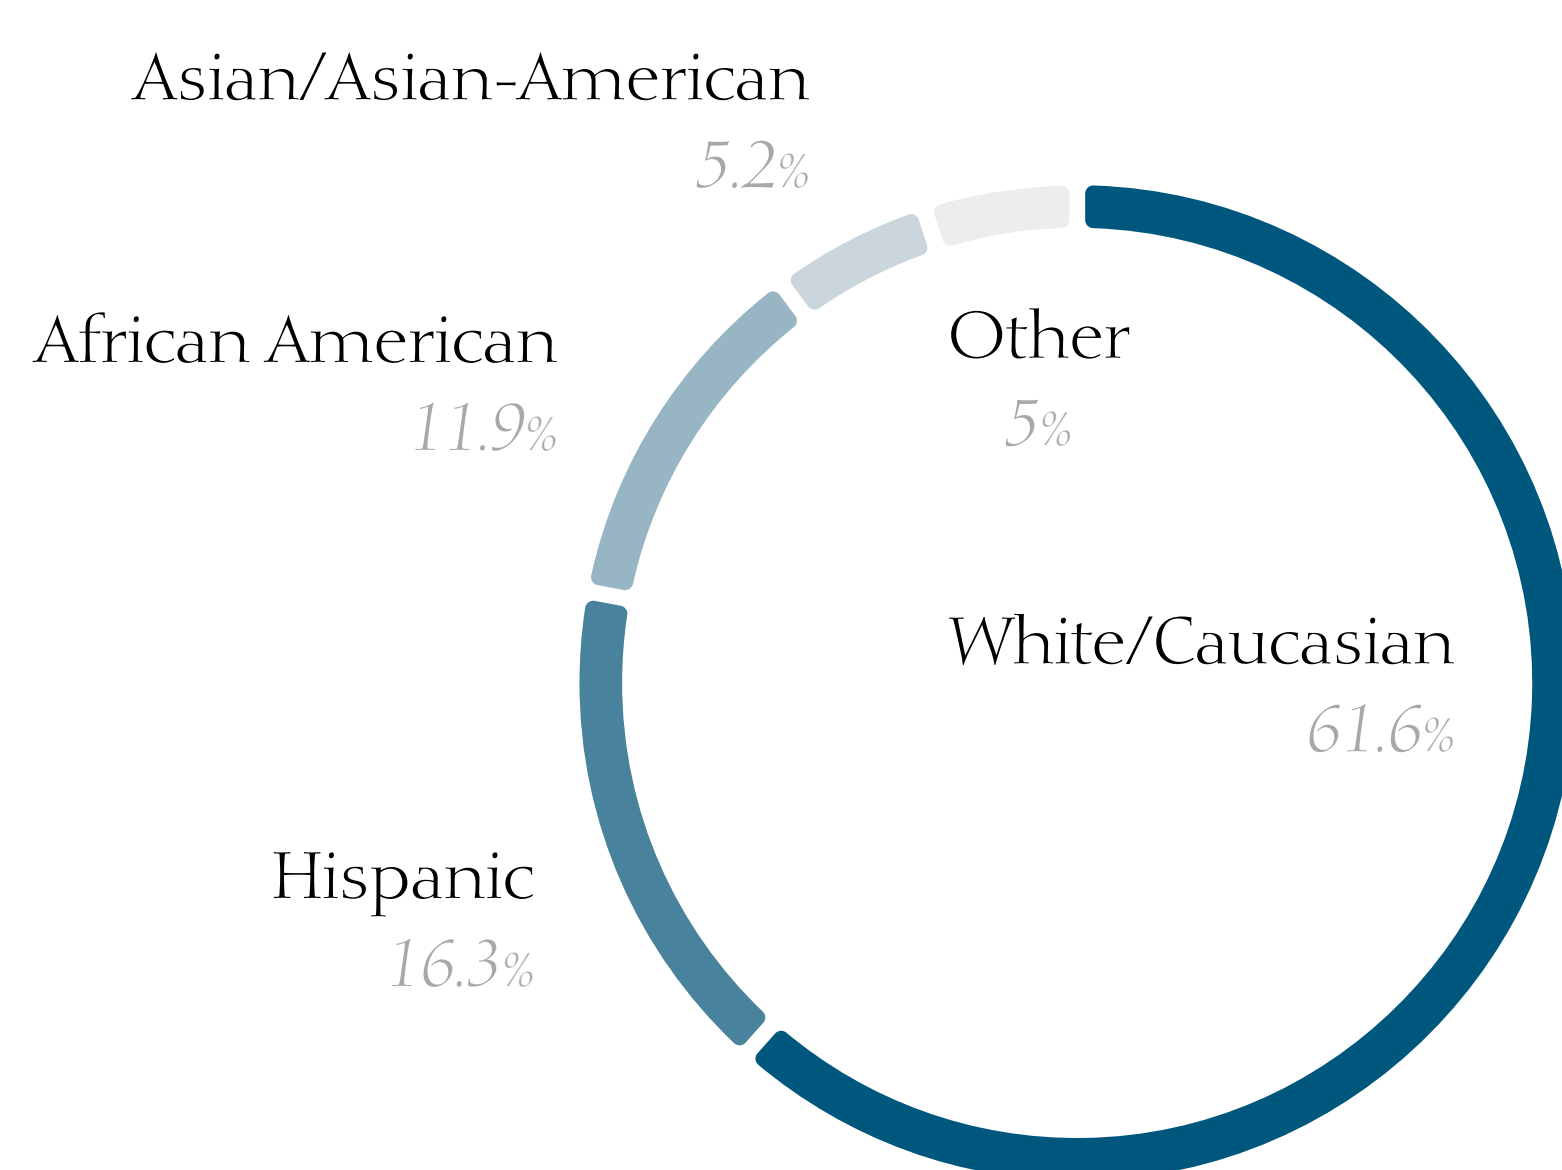 Asian/Asian-American
5.2%
African American
11.9%
Other
5%
White/Caucasian
61.6%
Hispanic
16.3%